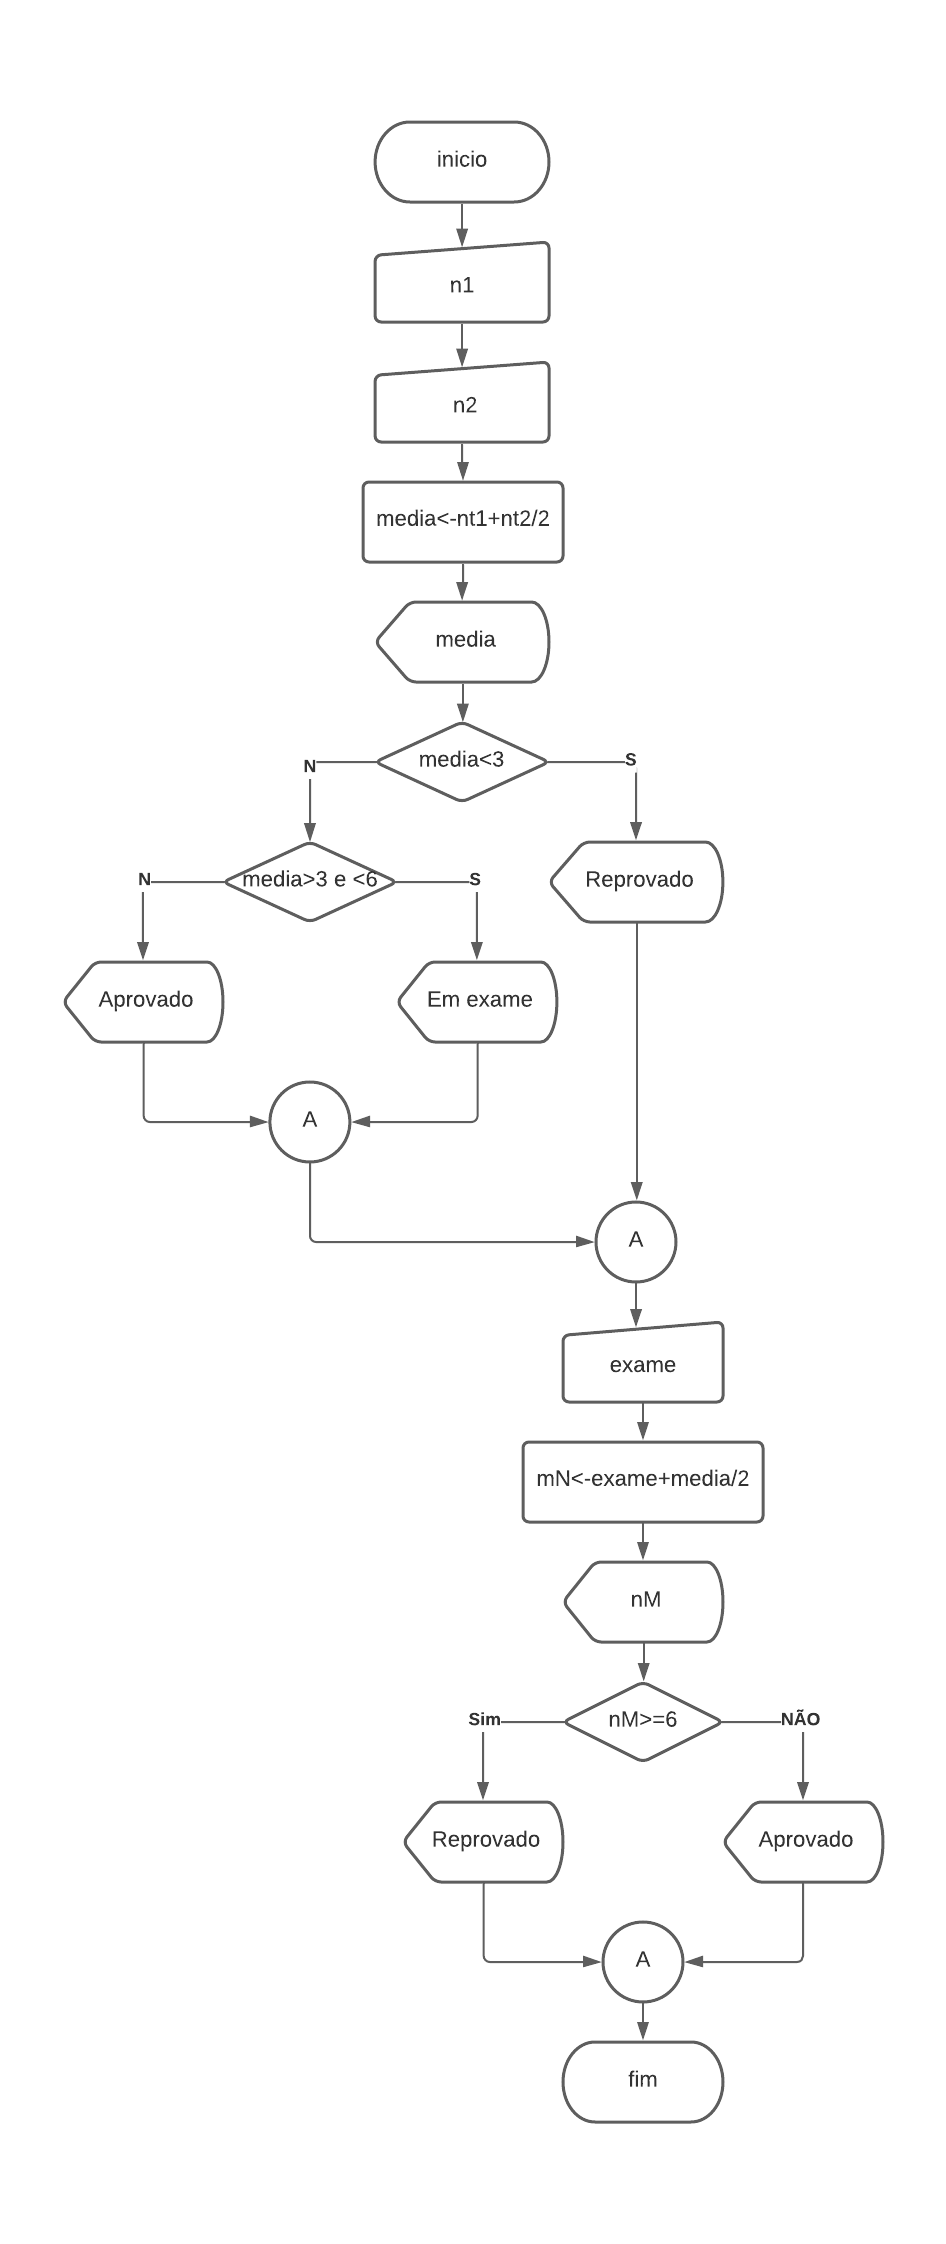 inicio
n1
n2
media<-nt1+nt2/2
media
media<3
N
S
media>3 e <6
N
S
Reprovado
Aprovado
Em exame
A
A
exame
mN<-exame+media/2
nM
nM>=6
Sim
NÃO
Reprovado
Aprovado
A
fim